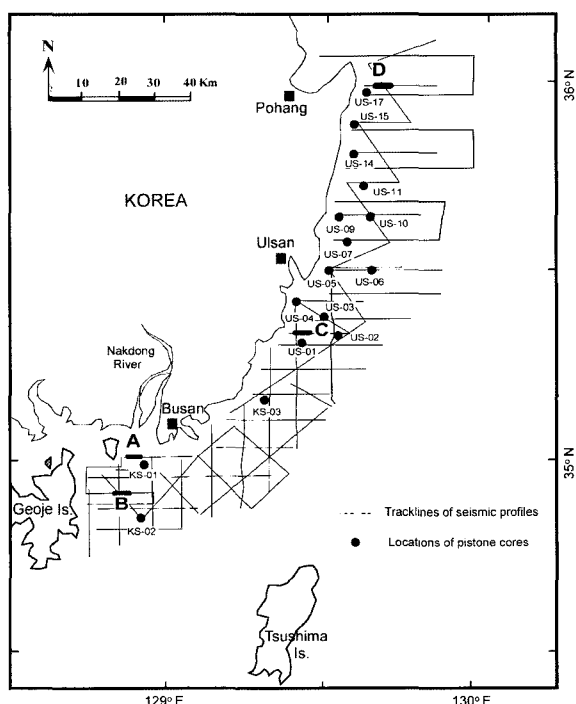 N
10 20 30 40 Km
36°N
D
US-17
Pohang
US-15
US-14
KOREA
US-11
US-09
US-10
US-07
Ulsan
US-05
US-06
US-03
US-04
C
US-02
US-01
Nakdong
River
KS-03
Busan
A
35°N
KS-01
B
Geoje Is.
KS-02
Tracklines of seismic profiles
Locations of pistone cores
Tsushima
Is.
129°E
130°E